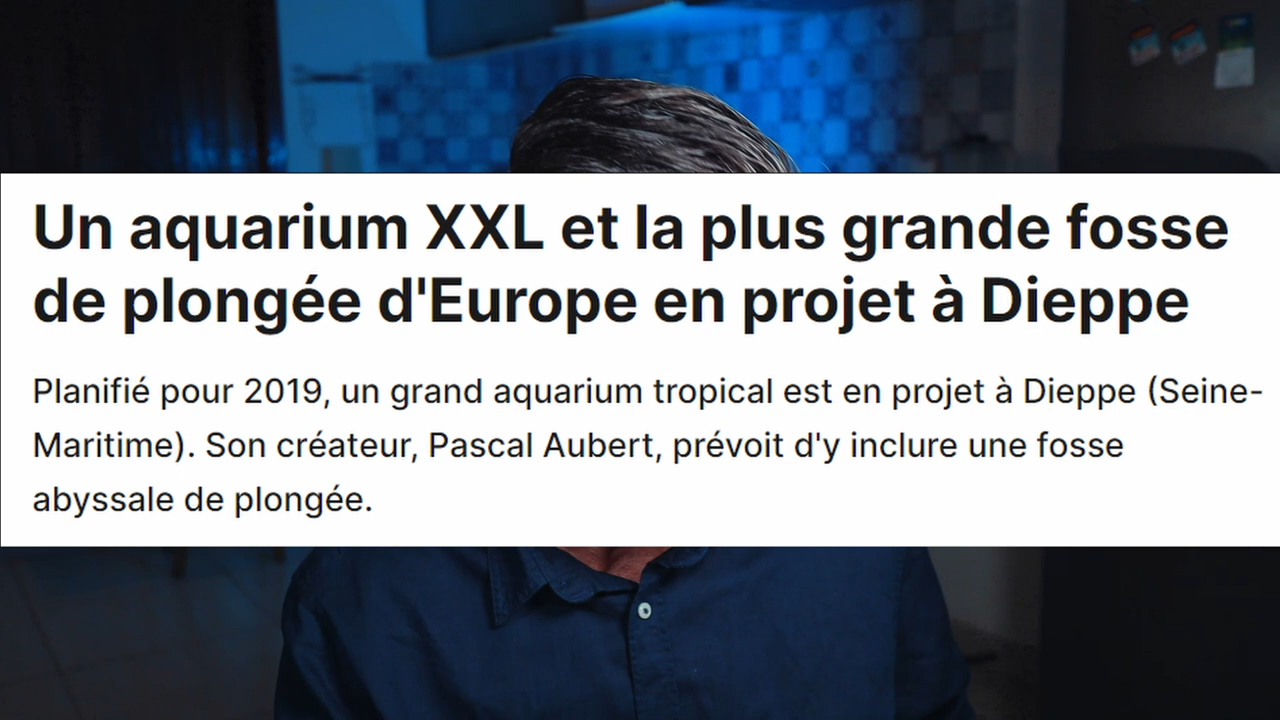 Un aquarium XXL et la plus grande fosse
de plongée d'Europe en projet à Dieppe
Planifié pour 2019, un grand aquarium tropical est en projet à Dieppe (Seine-
Maritime). Son créateur, Pascal Aubert, prévoit d'y inclure une fosse
abyssale de plongée.